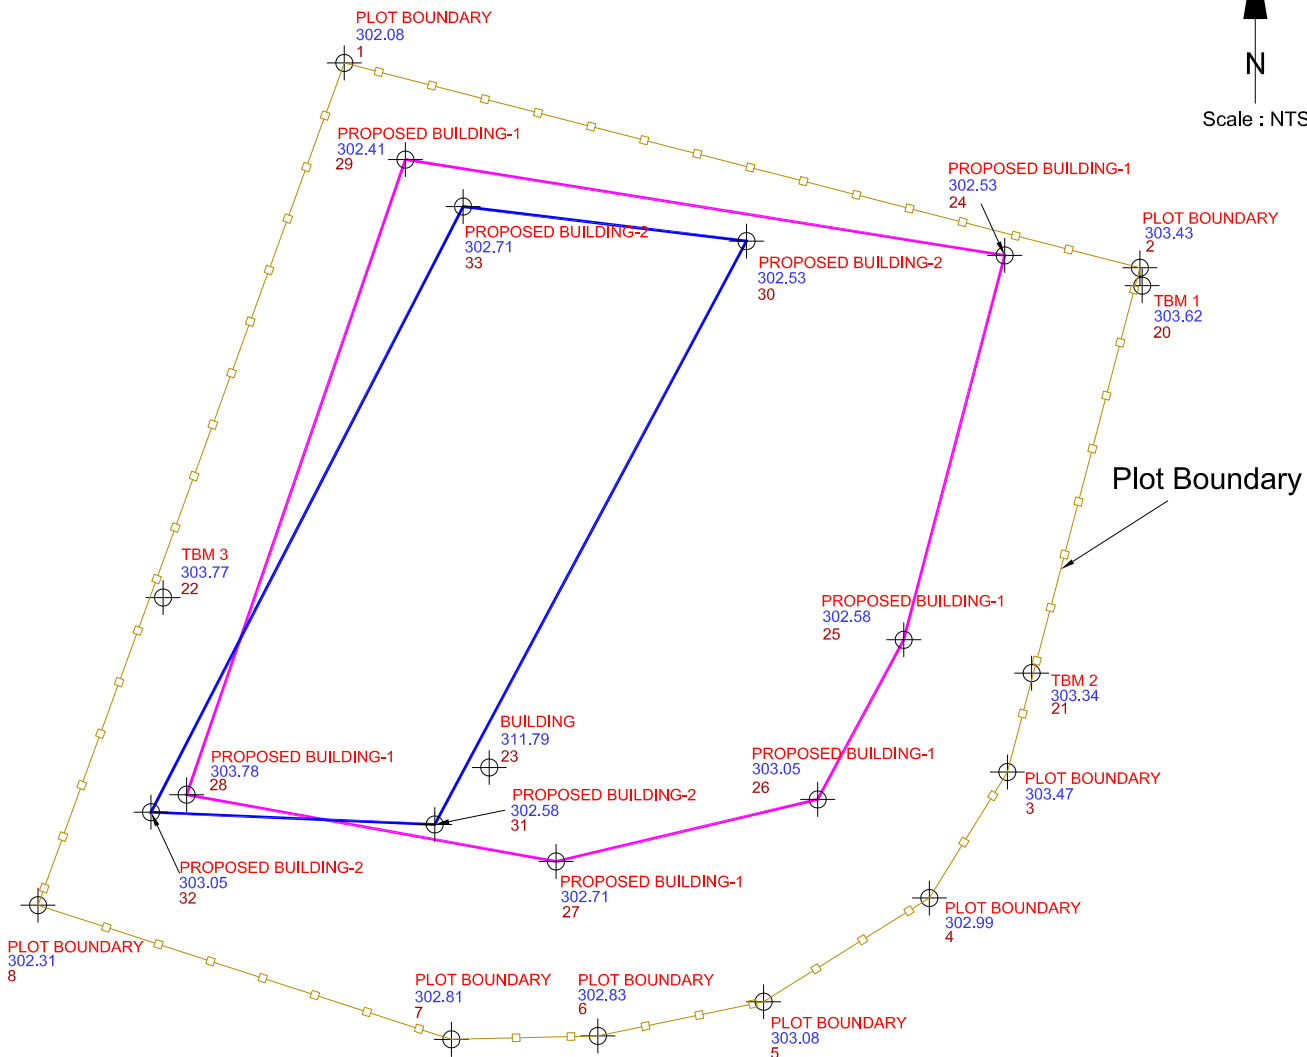 PLOT BOUNDARY
302.08
1
N
Scale : NTS
PROPOSED BUILDING-1
302.41
29
PROPOSED BUILDING-1
302.53
24
PLOT BOUNDARY
303.43
2
PROPOSED BUILDING-2
302.71
33
PROPOSED BUILDING-2
302.53
30
TBM 1
303.62
20
Plot Boundary
TBM 3
303.77
22
PROPOSED BUILDING-1
302.58
25
TBM 2
303.34
21
BUILDING
311.79
23
PROPOSED BUILDING-1
303.78
28
PROPOSED BUILDING-1
303.05
26
PLOT BOUNDARY
303.47
3
PROPOSED BUILDING-2
302.58
31
PROPOSED BUILDING-2
303.05
32
PROPOSED BUILDING-1
302.71
27
PLOT BOUNDARY
302.99
4
PLOT BOUNDARY
302.31
8
PLOT BOUNDARY
302.81
7
PLOT BOUNDARY
302.83
6
PLOT BOUNDARY
303.08
5